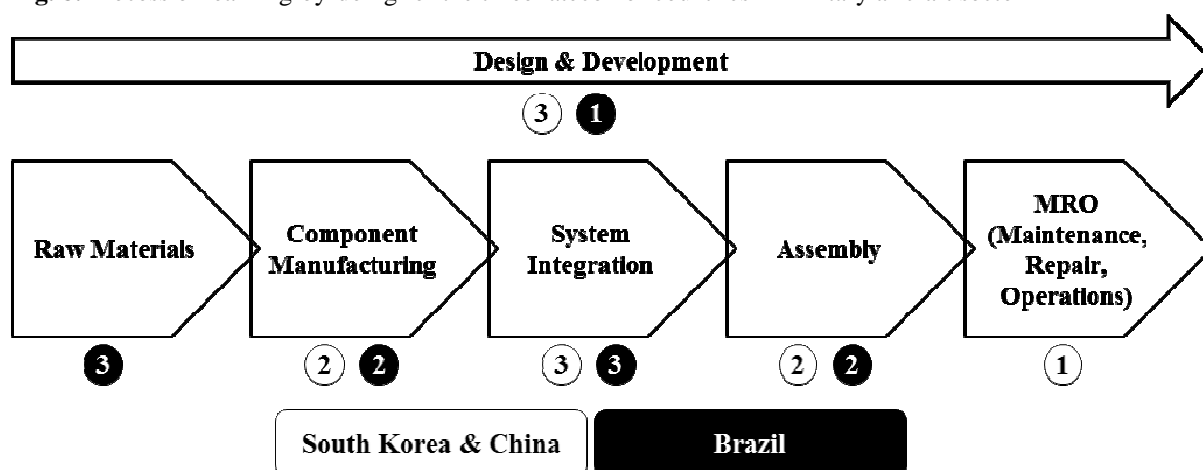 Design & Development
3 1
Raw Materials
Component
Manufacturing
System
Integration
Assembly
MRO
(Maintenance,
Repair,
Operations)
3
2 2
3 3
2 2
1
South Korea & China
Brazil